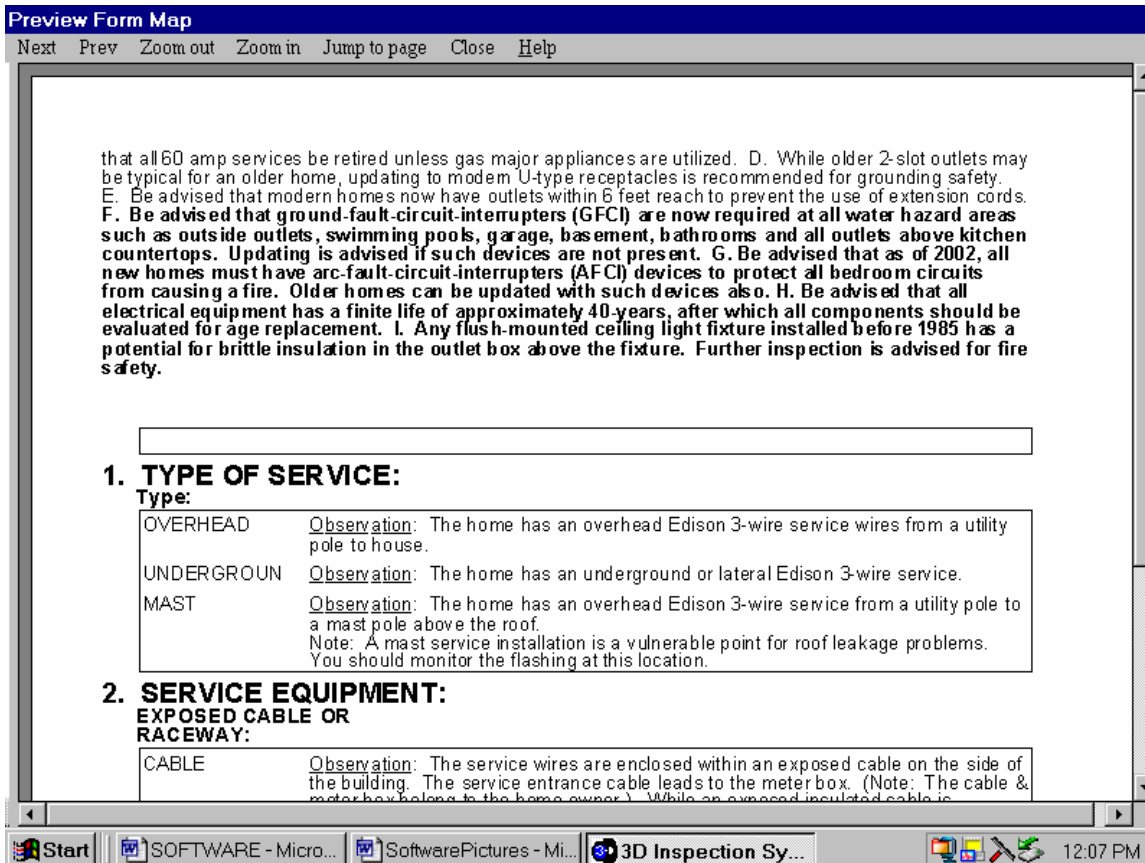 Preview Form Map
Next Prev Zoom out Zoom in Jump to page Close Help
that all 60 amp services be retired unless gas major appliances are utilized. D. While older 2-slot outlets may
be typical for an older home, updating to modern U-type receptacles is recommended for grounding safety.
E. Be advised that modern homes now have outlets within 6 feet reach to prevent the use of extension cords.
F. Be advised that ground-fault-circuit-interrupters (GFCI) are now required at all water hazard areas
such as outside outlets, swimming pools, garage, basement, bathrooms and all outlets above kitchen
countertops. Updating is advised if such devices are not present. G. Be advised that as of 2002, all
new homes must have arc-fault-circuit-interrupters (AFCI) devices to protect all bedroom circuits
from causing a fire. Older homes can be updated with such devices also. H. Be advised that all
electrical equipment has a finite life of approximately 40-years, after which all components should be
evaluated for age replacement. I. Any flush-mounted ceiling light fixture installed before 1985 has a
potential for brittle insulation in the outlet box above the fixture. Further inspection is advised for fire
safety.
1. TYPE OF SERVICE:
Type:
OVERHEAD Observation: The home has an overhead Edison 3-wire service wires from a utility
pole to house.
UNDERGROUN Observation: The home has an underground or lateral Edison 3-wire service.
MAST Observation: The home has an overhead Edison 3-wire service from a utility pole to
a mast pole above the roof.
Note: A mast service installation is a vulnerable point for roof leakage problems.
You should monitor the flashing at this location.
2. SERVICE EQUIPMENT:
EXPOSED CABLE OR
RACEWAY:
CABLE Observation: The service wires are enclosed within an exposed cable on the side of
the building. The service entrance cable leads to the meter box. (Note: The cable &
meter box belong to the home owner.) While an exposed insulated cable is
Start SOFTWARE - Micro... SoftwarePictures - Mi... 3D Inspection Sy... 12:07 PM